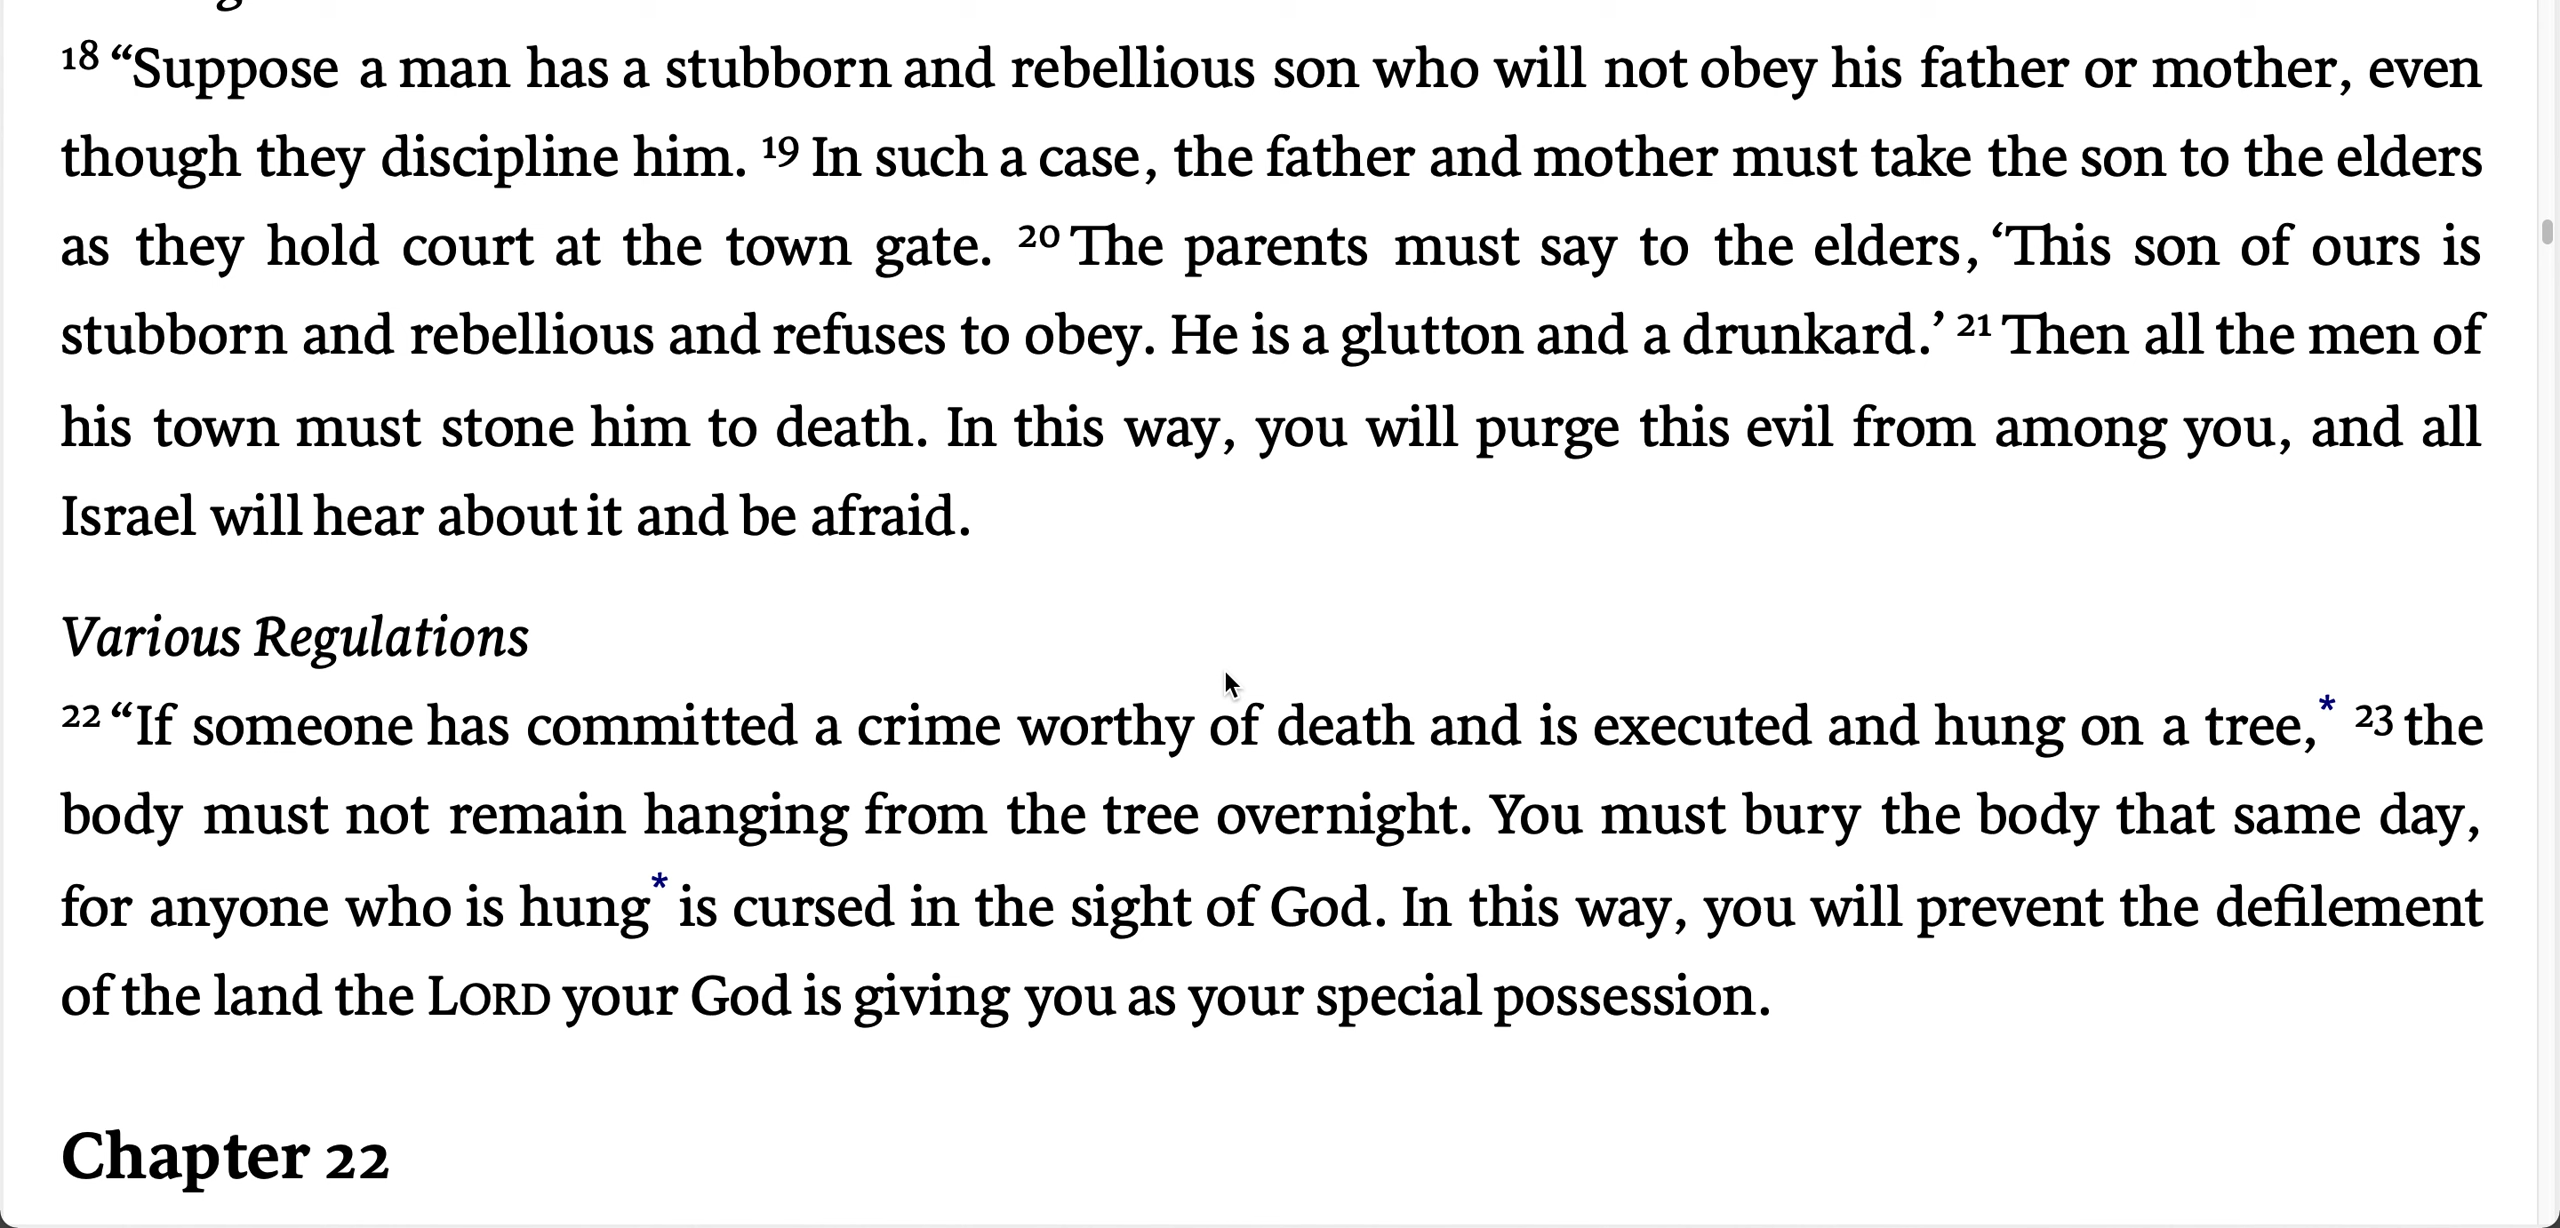 18 “Suppose a man has a stubborn and rebellious son who will not obey his father or mother, even
though they discipline him. 19 In such a case, the father and mother must take the son to the elders
as they hold court at the town gate. 20 The parents must say to the elders, ‘This son of ours is
stubborn and rebellious and refuses to obey. He is a glutton and a drunkard.’ 21 Then all the men of
his town must stone him to death. In this way, you will purge this evil from among you, and all
Israel will hear about it and be afraid.
Various Regulations
22 “If someone has committed a crime worthy of death and is executed and hung on a tree,* 23 the
body must not remain hanging from the tree overnight. You must bury the body that same day,
for anyone who is hung* is cursed in the sight of God. In this way, you will prevent the defilement
of the land the LORD your God is giving you as your special possession.
Chapter 22